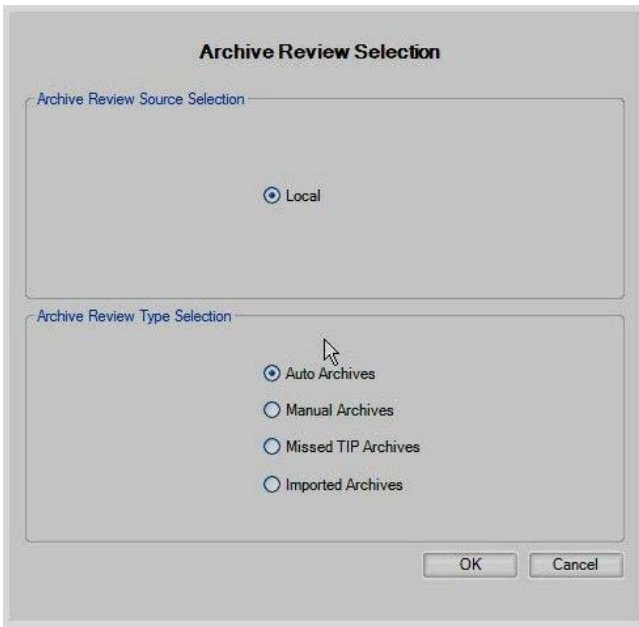 Archive Review Selection
Archive Review Source Selection
Local
Archive Review Type Selection
Auto Archives
Manual Archives
Missed TIP Archives
Imported Archives
OK
Cancel